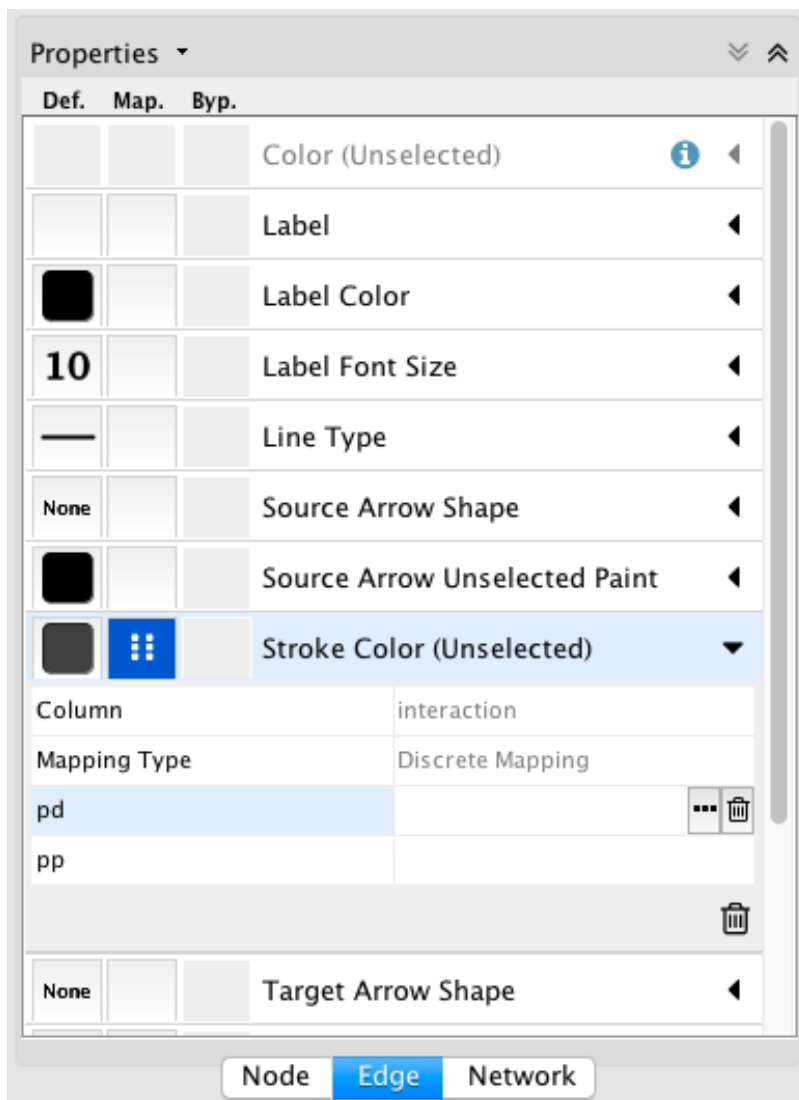 Properties
Def. Map. Byp.
Color (Unselected)
Label
Label Color
10 Label Font Size
Line Type
None Source Arrow Shape
Source Arrow Unselected Paint
Stroke Color (Unselected)
Column interaction
Mapping Type Discrete Mapping
pd
pp
None Target Arrow Shape
Node Edge Network